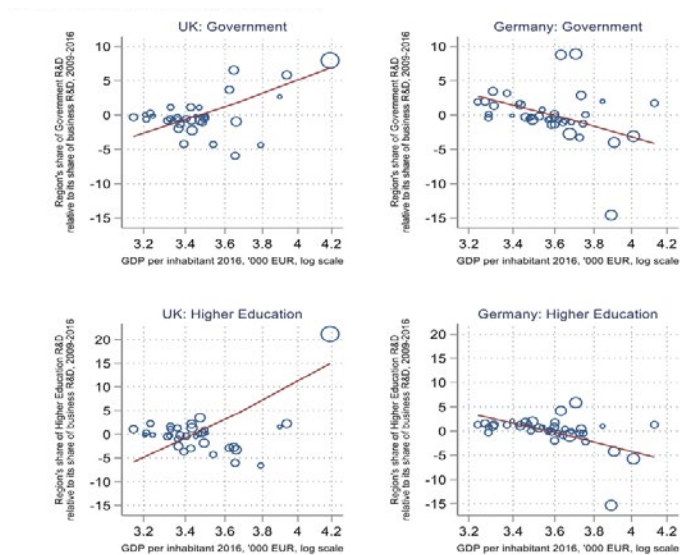 UK: Government
Region's share of Government R&D
relative to its share of business R&D, 2009-2016
10
5
0
-5
-10
-15
3.2 3.4 3.6 3.8 4 4.2
GDP per inhabitant 2016, '000 EUR, log scale
Germany: Government
Region's share of Government R&D
relative to its share of business R&D, 2009-2016
10
5
0
-5
-10
-15
3.2 3.4 3.6 3.8 4 4.2
GDP per inhabitant 2016, '000 EUR, log scale
UK: Higher Education
Region's share of Higher Education R&D
relative to its share of business R&D, 2009-2016
20
15
10
5
0
-5
-10
-15
3.2 3.4 3.6 3.8 4 4.2
GDP per inhabitant 2016, '000 EUR, log scale
Germany: Higher Education
Region's share of Higher Education R&D
relative to its share of business R&D, 2009-2016
20
15
10
5
0
-5
-10
-15
3.2 3.4 3.6 3.8 4 4.2
GDP per inhabitant 2016, '000 EUR, log scale